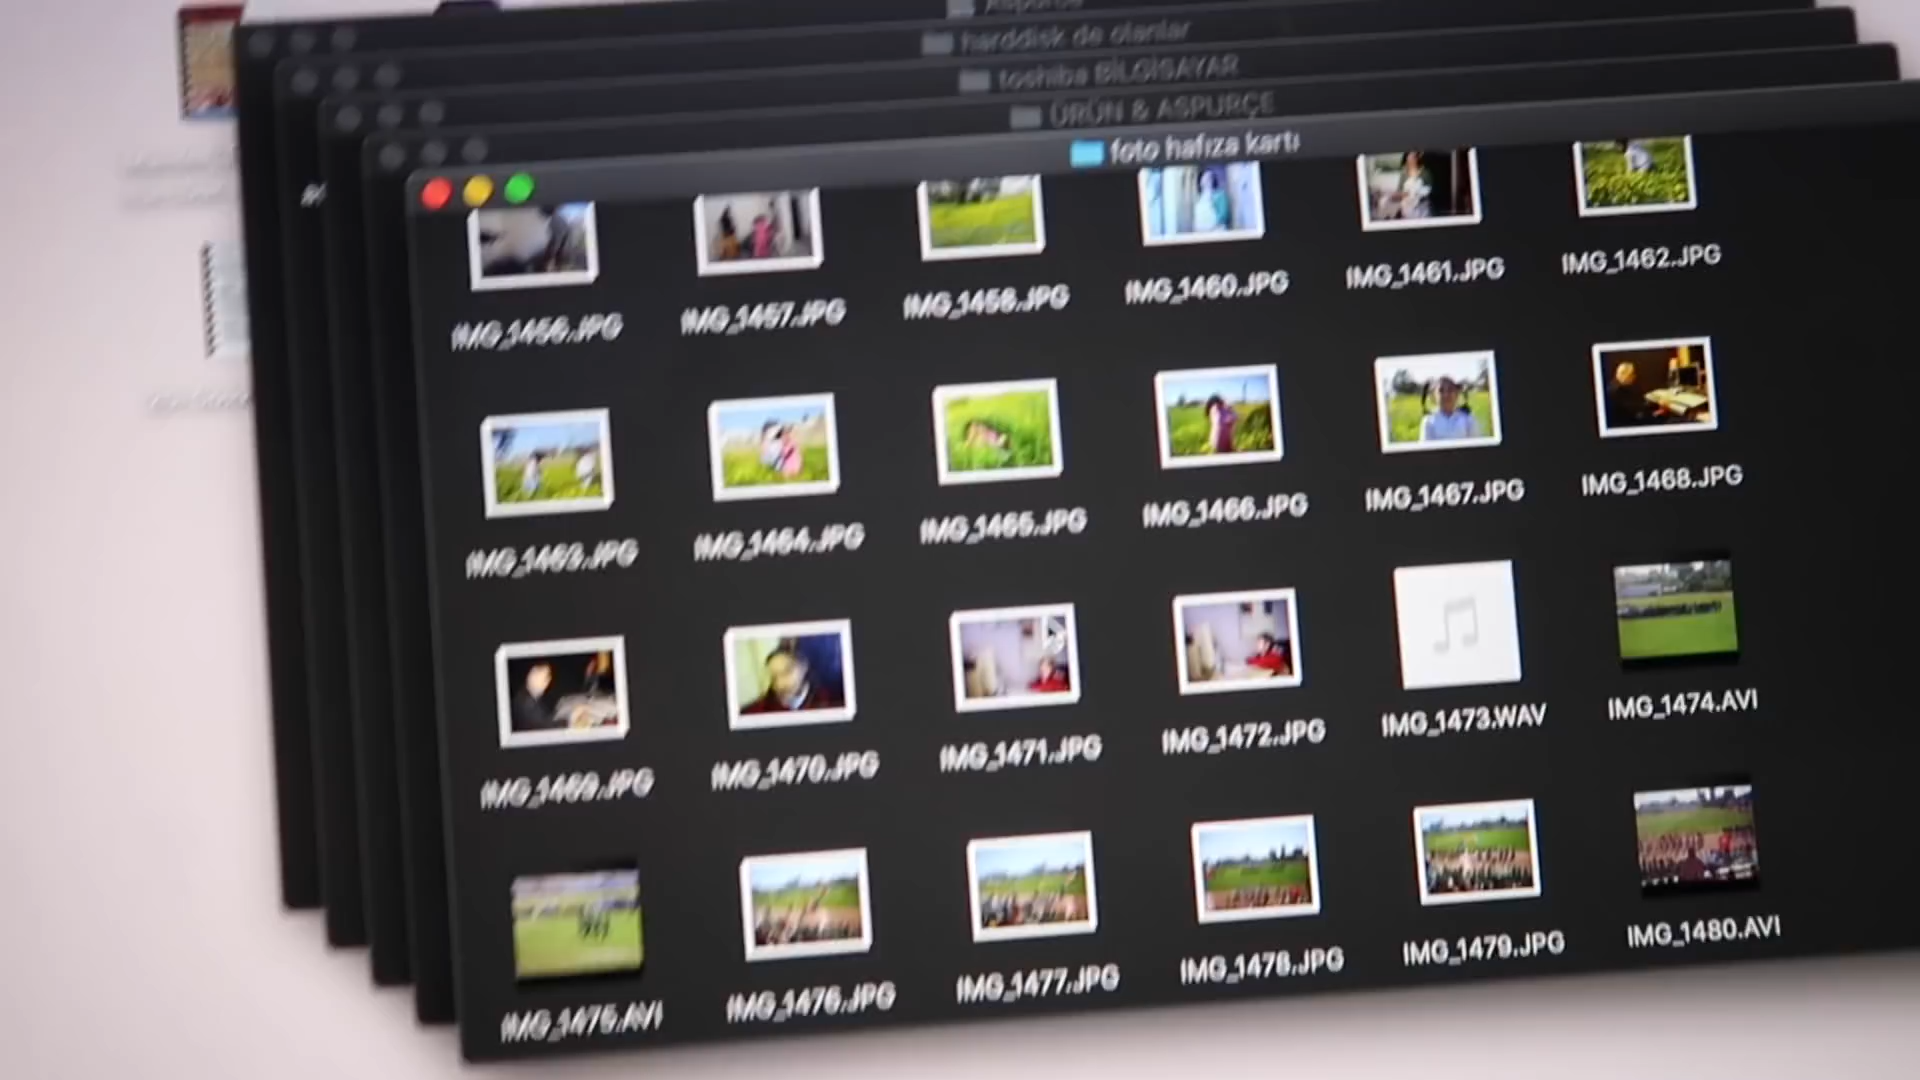 Aspurçe
harddisk de olanlar
toshiba BİLGİSAYAR
ÜRÜN & ASPURÇE
foto hafıza kartı
IMG_1456.JPG IMG_1457.JPG IMG_1458.JPG IMG_1460.JPG IMG_1461.JPG IMG_1462.JPG
IMG_1463.JPG IMG_1464.JPG IMG_1465.JPG IMG_1466.JPG IMG_1467.JPG IMG_1468.JPG
IMG_1469.JPG IMG_1470.JPG IMG_1471.JPG IMG_1472.JPG IMG_1473.WAV IMG_1474.AVI
IMG_1475.AVI IMG_1476.JPG IMG_1477.JPG IMG_1478.JPG IMG_1479.JPG IMG_1480.AVI